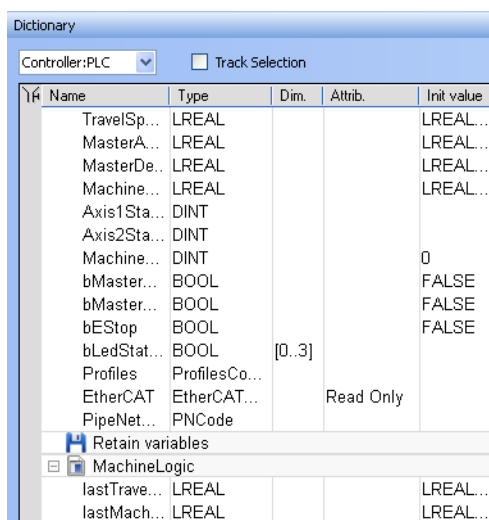 Dictionary
Controller:PLC Track Selection
Name Type Dim. Attrib. Init value
TravelSp... LREAL LREAL...
MasterA... LREAL LREAL...
MasterDe.. LREAL LREAL...
Machine... LREAL LREAL...
Axis1Sta... DINT
Axis2Sta... DINT
Machine... DINT 0
bMaster... BOOL FALSE
bMaster... BOOL FALSE
bEStop BOOL FALSE
bLedStat... BOOL [0..3]
Profiles ProfilesCo...
EtherCAT EtherCAT... Read Only
PipeNet... PNCode
Retain variables
MachineLogic
lastTrave... LREAL LREAL...
lastMach... LREAL LREAL...